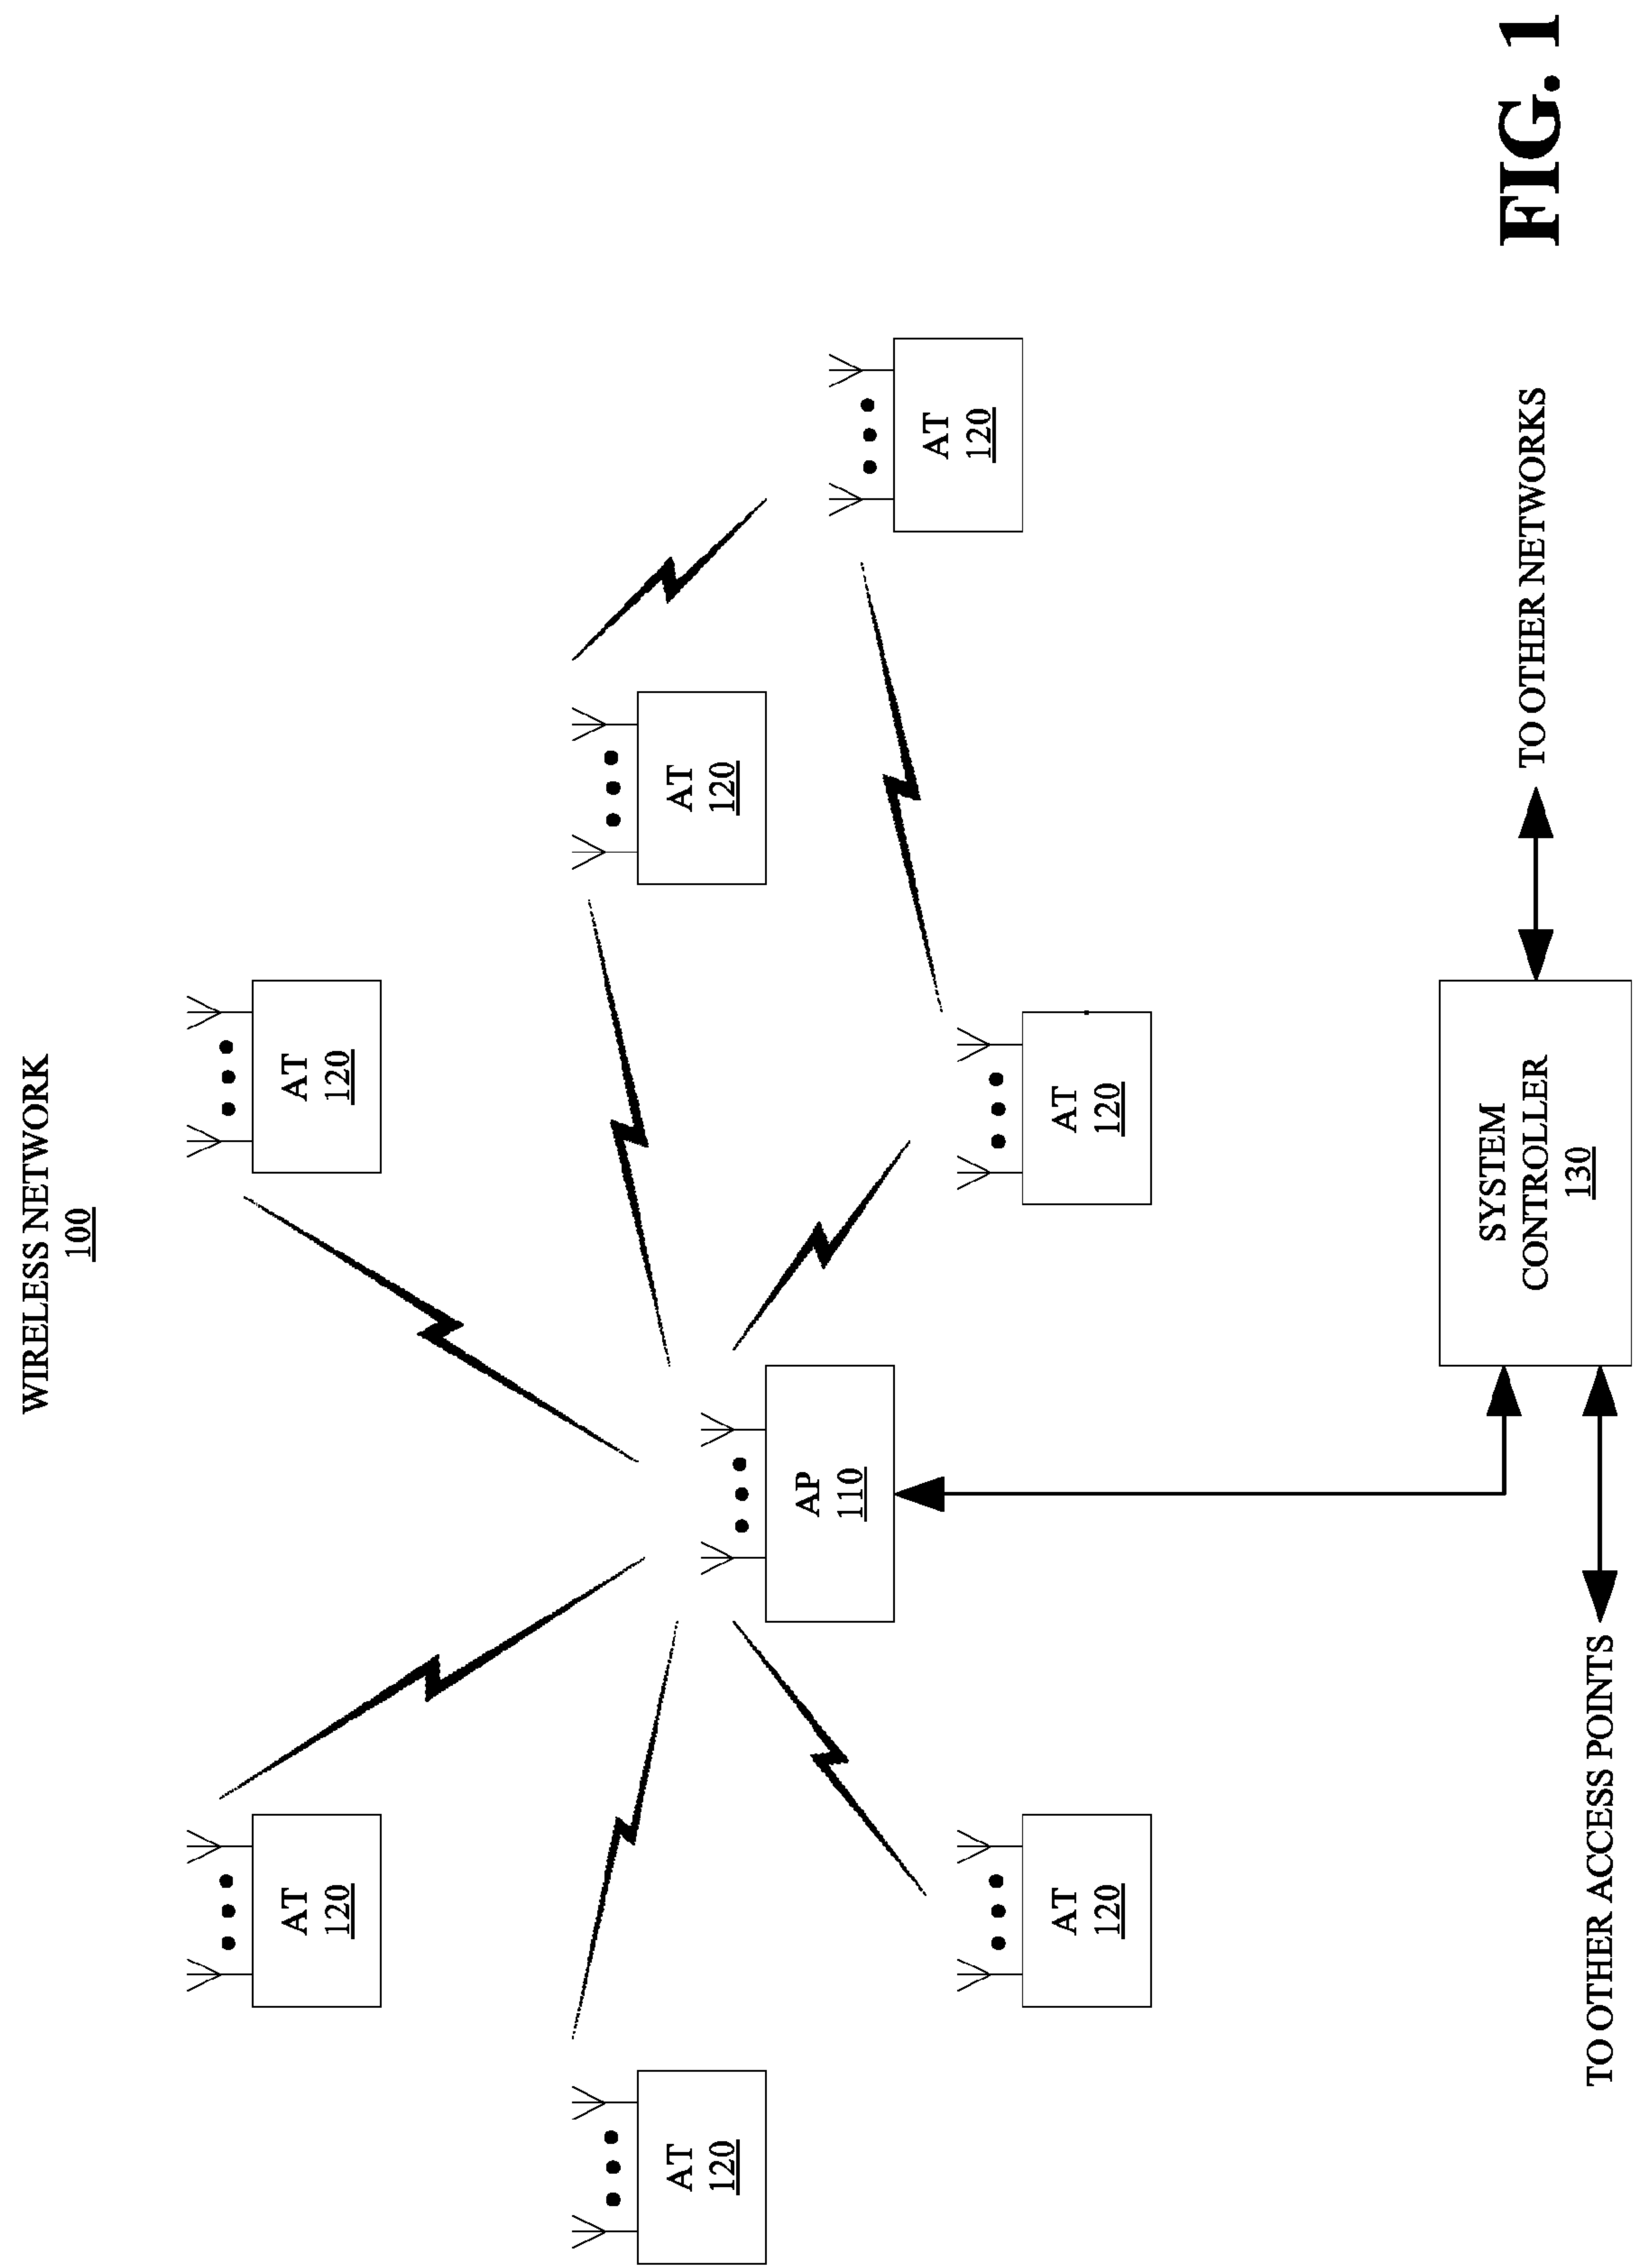 WIRELESS NETWORK
100
AT
120
AT
120
AT
120
AT
120
AP
110
AT
120
AT
120
AT
120
SYSTEM
CONTROLLER
130
TO OTHER NETWORKS
TO OTHER ACCESS POINTS
FIG. 1